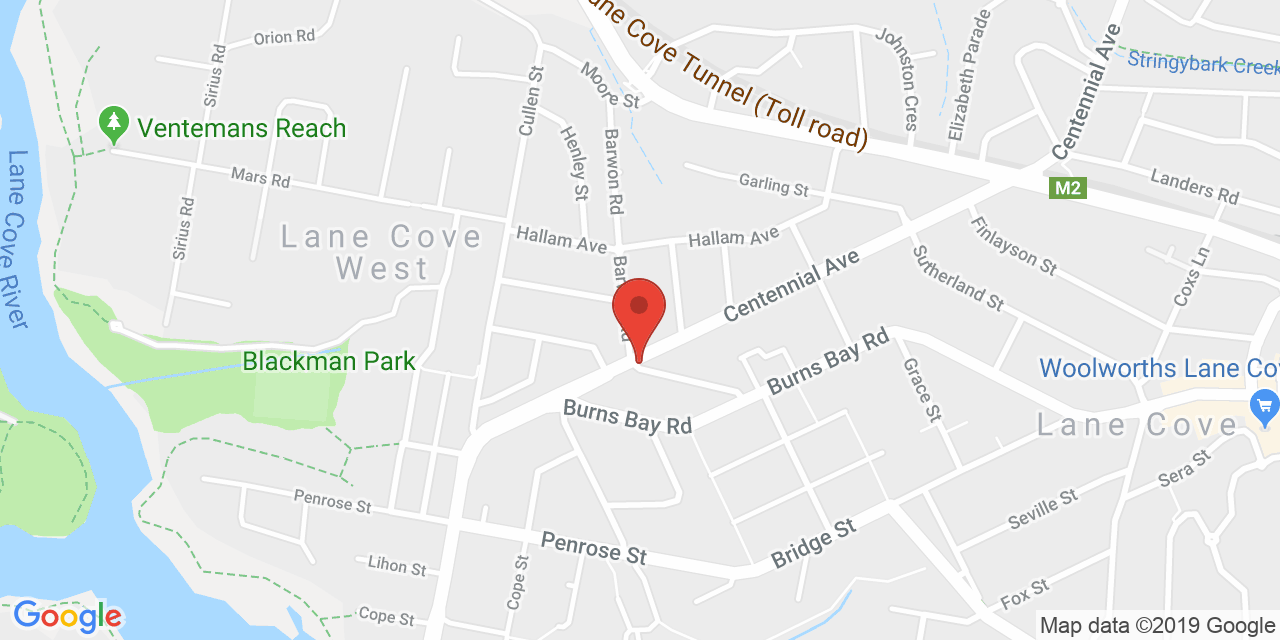 Lane Cove Tunnel (Toll road)
Orion Rd
Sirius Rd
Cullen St
Moore St
Johnston Cres
Elizabeth Parade
Centennial Ave
Stringybark Creek
Ventemans Reach
Henley St
Barwon Rd
Mars Rd
Garling St
M2
Landers Rd
Lane Cove River
Sirius Rd
Lane Cove
West
Hallam Ave
Hallam Ave
Finlayson St
Sutherland St
Coxs Ln
Centennial Ave
Blackman Park
Burns Bay Rd
Woolworths Lane Cov
Grace St
Burns Bay Rd
Lane Cove
Sera St
Penrose St
Seville St
Penrose St
Bridge St
Lihon St
Cope St
Fox St
Cope St
Google
Map data ©2019 Google